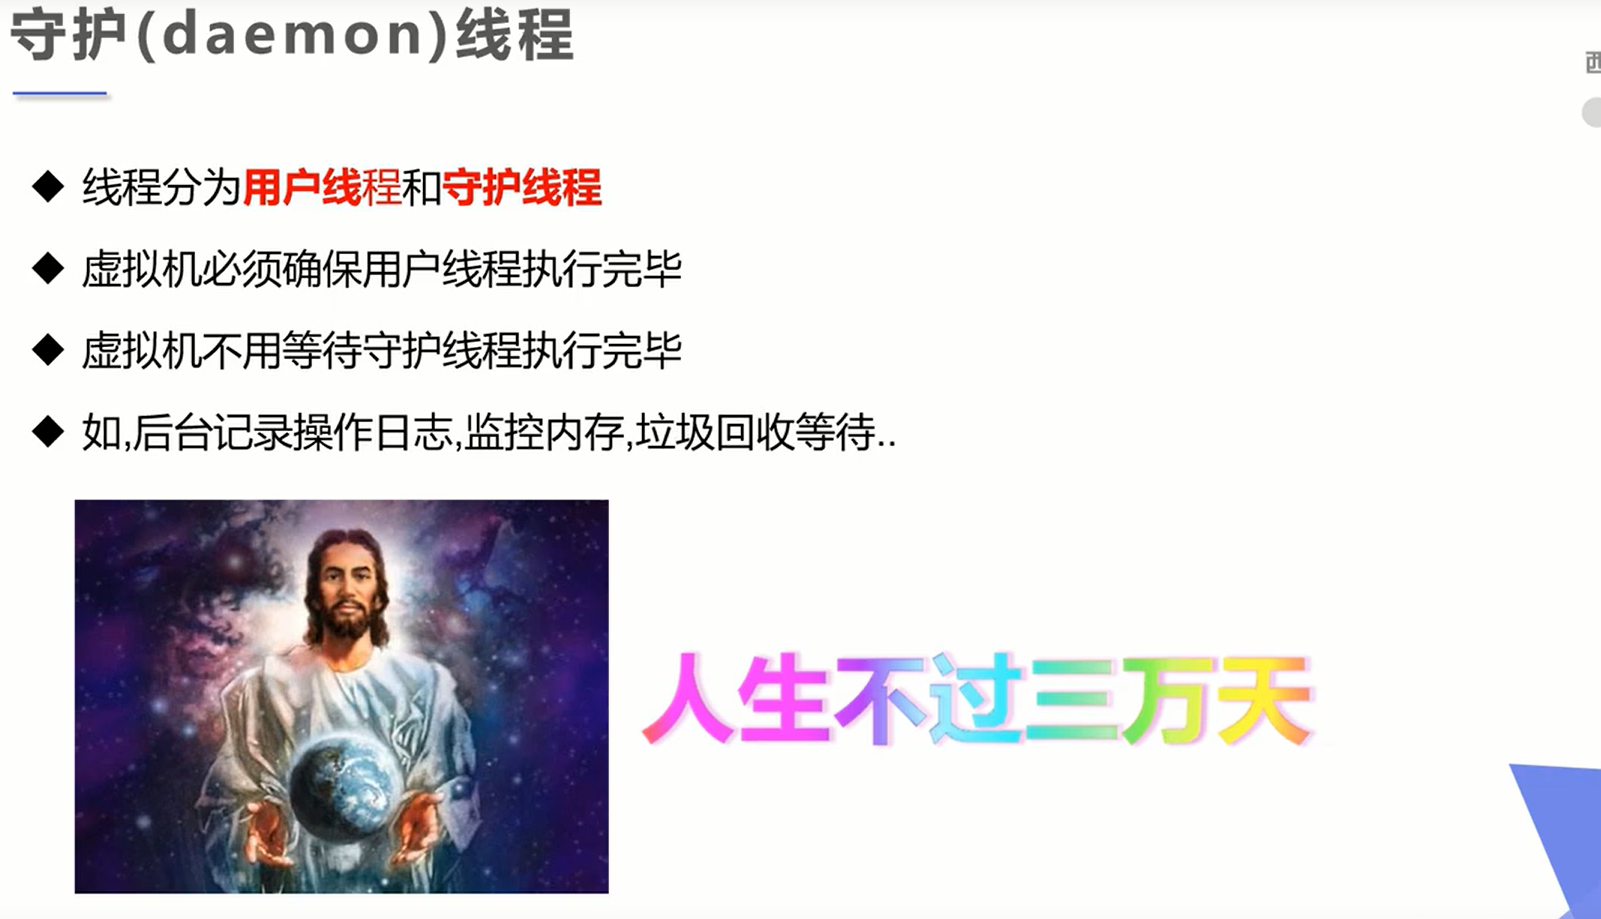 守护(daemon)线程
线程分为用户线程和守护线程
虚拟机必须确保用户线程执行完毕
虚拟机不用等待守护线程执行完毕
如,后台记录操作日志,监控内存,垃圾回收等待..
人生不过三万天